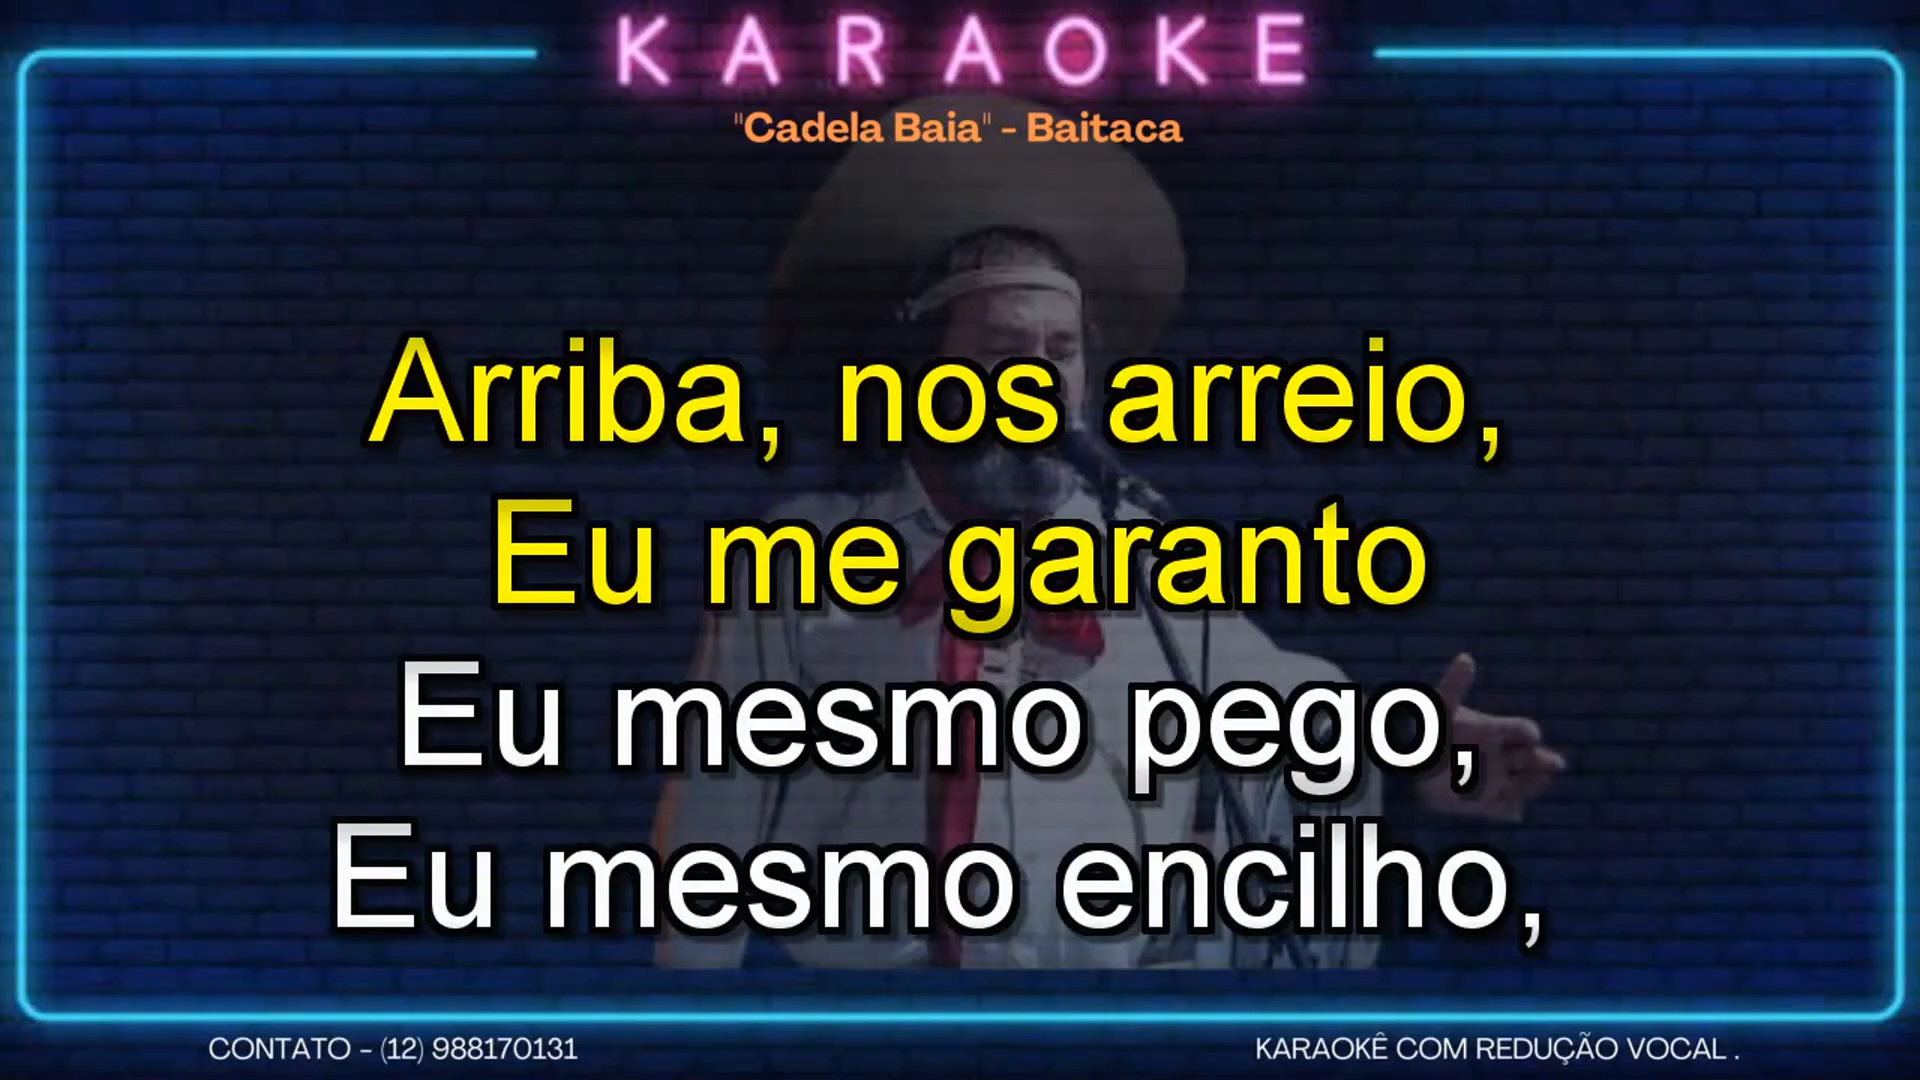 KARAOKE
"Cadela Baia" - Baitaca
Arriba, nos arreio,
Eu me garanto
Eu mesmo pego,
Eu mesmo encilho,
CONTATO - (12) 988170131
KARAOKÊ COM REDUÇÃO VOCAL .